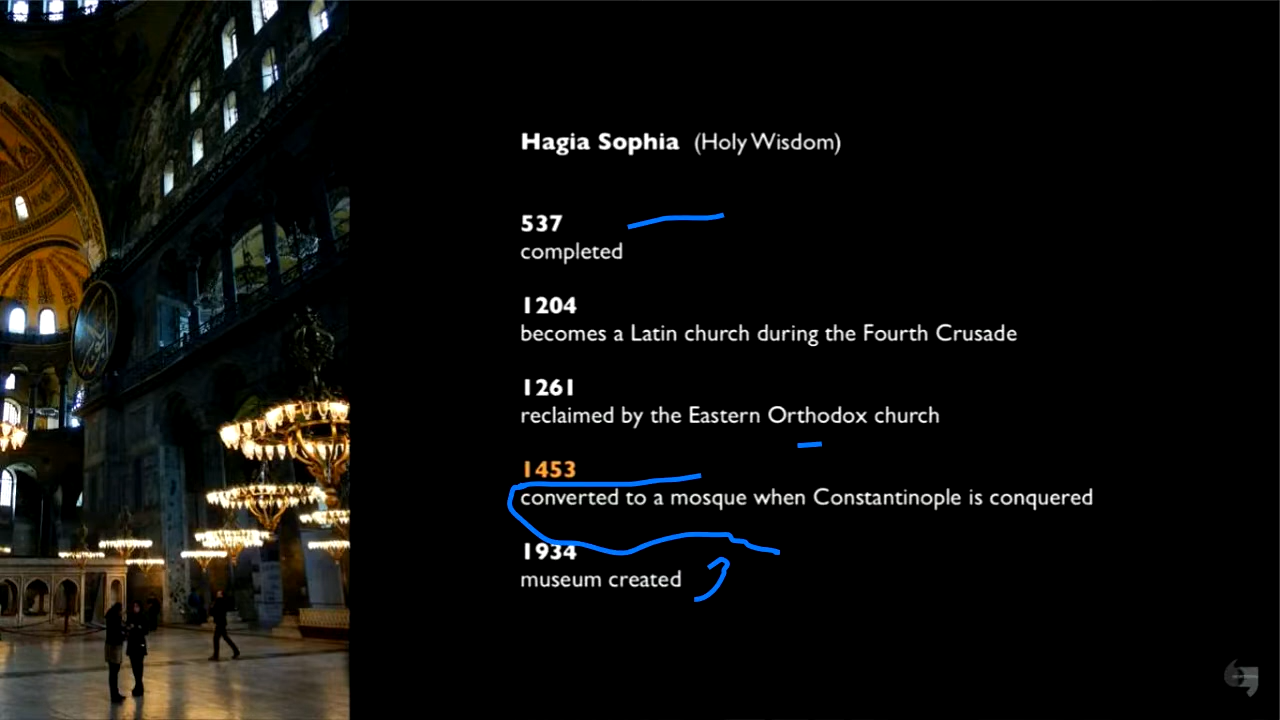 Hagia Sophia (Holy Wisdom)
537
completed
1204
becomes a Latin church during the Fourth Crusade
1261
reclaimed by the Eastern Orthodox church
1453
converted to a mosque when Constantinople is conquered
1934
museum created